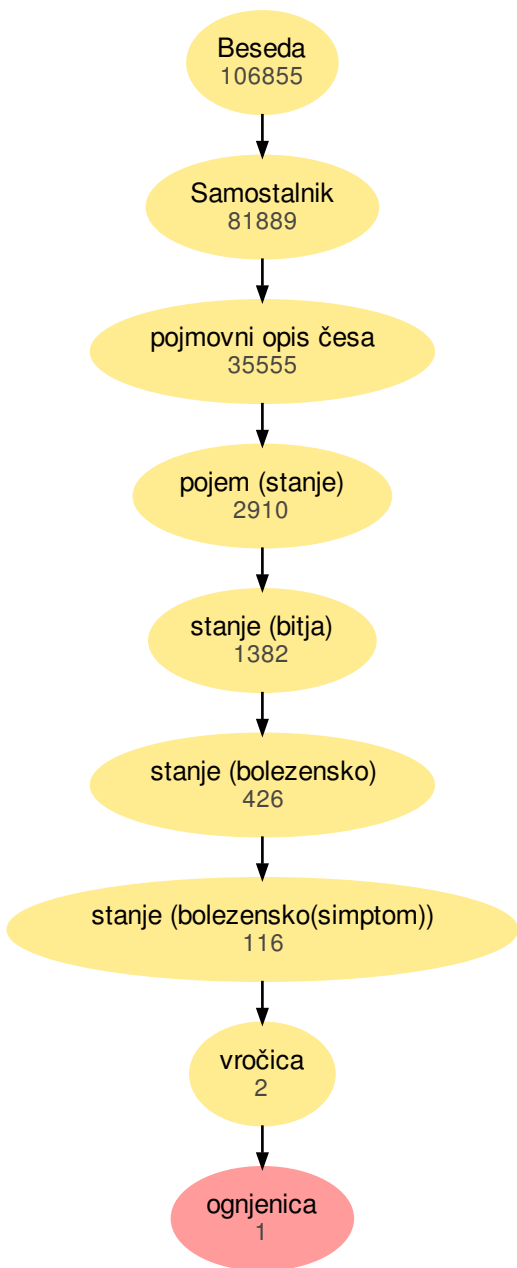 Beseda
106855
Samostalnik
81889
pojmovni opis česa
35555
pojem (stanje)
2910
stanje (bitja)
1382
stanje (bolezensko)
426
stanje (bolezensko(simptom))
116
vročica
2
ognjenica
1